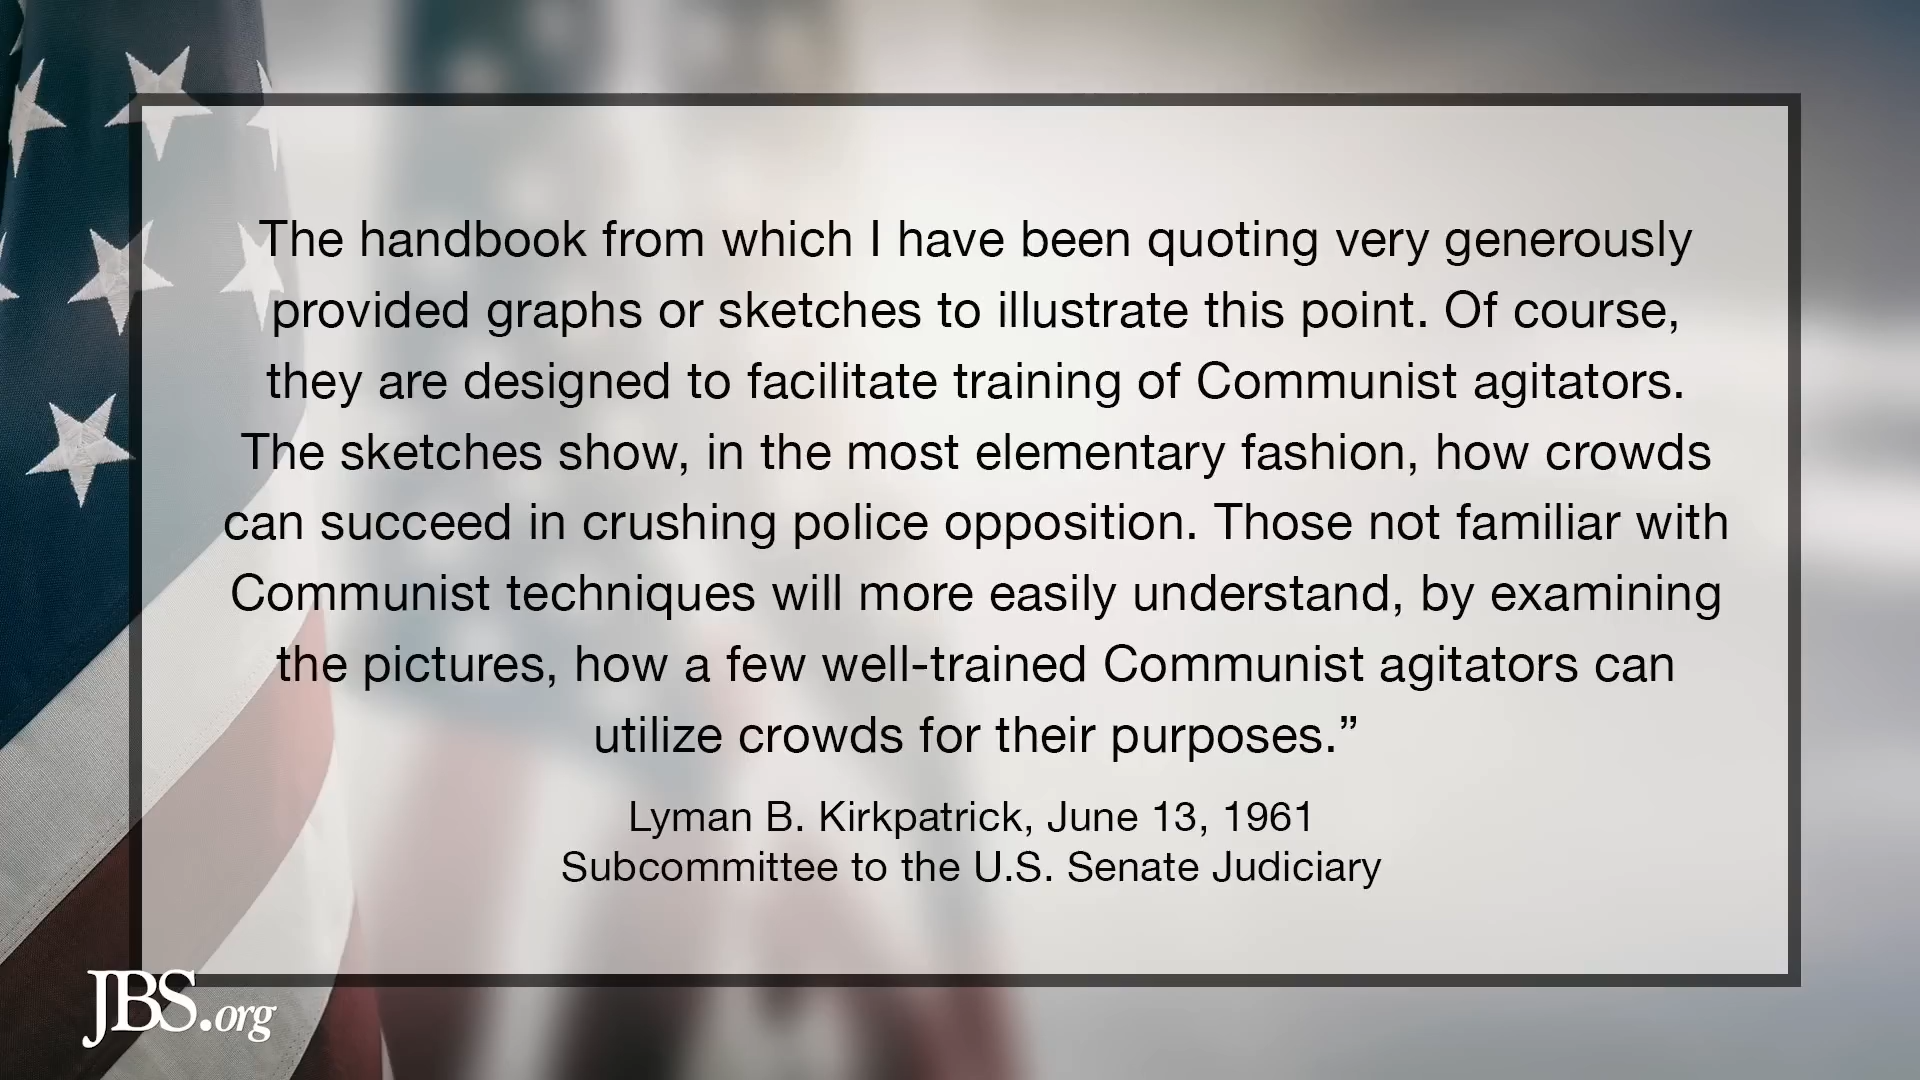 The handbook from which I have been quoting very generously
provided graphs or sketches to illustrate this point. Of course,
they are designed to facilitate training of Communist agitators.
The sketches show, in the most elementary fashion, how crowds
can succeed in crushing police opposition. Those not familiar with
Communist techniques will more easily understand, by examining
the pictures, how a few well-trained Communist agitators can
utilize crowds for their purposes.”
Lyman B. Kirkpatrick, June 13, 1961
Subcommittee to the U.S. Senate Judiciary
JBS.org